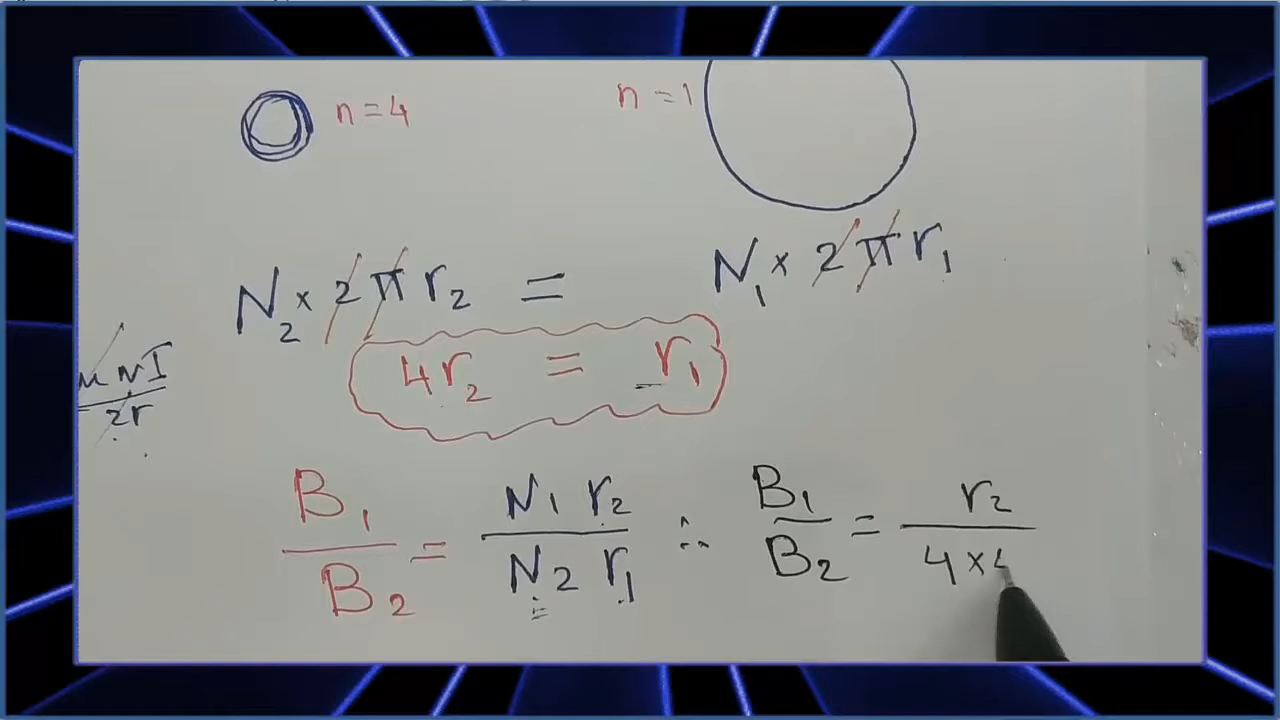 n = 4
n = 1
N₂ × 2πr₂ = N₁ × 2πr₁
4r₂ = r₁
μNI / 2r
B₁ / B₂ = N₁ r₂ / N₂ r₁ ∴ B₁ / B₂ = r₂ / 4 × 4